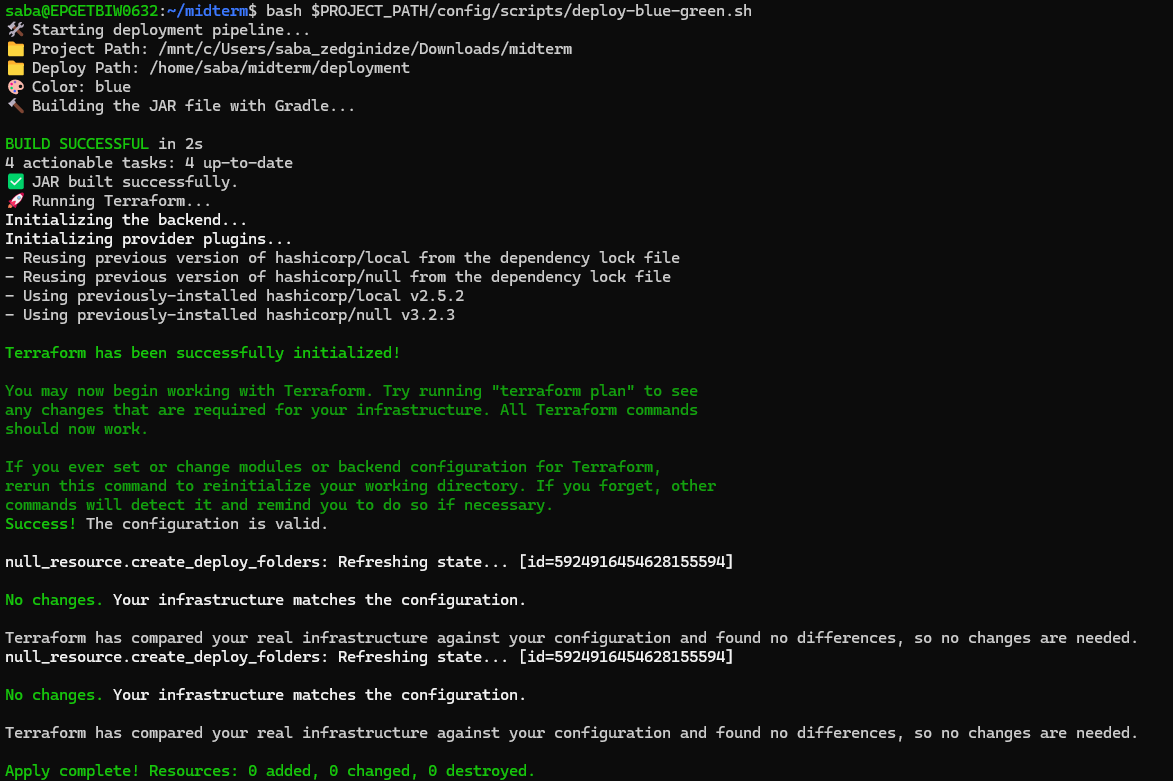 saba@EPGETBIW0632:~/midterm$ bash $PROJECT_PATH/config/scripts/deploy-blue-green.sh
🛠️ Starting deployment pipeline...
📁 Project Path: /mnt/c/Users/saba_zedginidze/Downloads/midterm
📁 Deploy Path: /home/saba/midterm/deployment
🎨 Color: blue
🔨 Building the JAR file with Gradle...

BUILD SUCCESSFUL in 2s
4 actionable tasks: 4 up-to-date
✅ JAR built successfully.
🚀 Running Terraform...
Initializing the backend...
Initializing provider plugins...
- Reusing previous version of hashicorp/local from the dependency lock file
- Reusing previous version of hashicorp/null from the dependency lock file
- Using previously-installed hashicorp/local v2.5.2
- Using previously-installed hashicorp/null v3.2.3

Terraform has been successfully initialized!

You may now begin working with Terraform. Try running "terraform plan" to see
any changes that are required for your infrastructure. All Terraform commands
should now work.

If you ever set or change modules or backend configuration for Terraform,
rerun this command to reinitialize your working directory. If you forget, other
commands will detect it and remind you to do so if necessary.
Success! The configuration is valid.

null_resource.create_deploy_folders: Refreshing state... [id=5924916454628155594]

No changes. Your infrastructure matches the configuration.

Terraform has compared your real infrastructure against your configuration and found no differences, so no changes are needed.
null_resource.create_deploy_folders: Refreshing state... [id=5924916454628155594]

No changes. Your infrastructure matches the configuration.

Terraform has compared your real infrastructure against your configuration and found no differences, so no changes are needed.

Apply complete! Resources: 0 added, 0 changed, 0 destroyed.